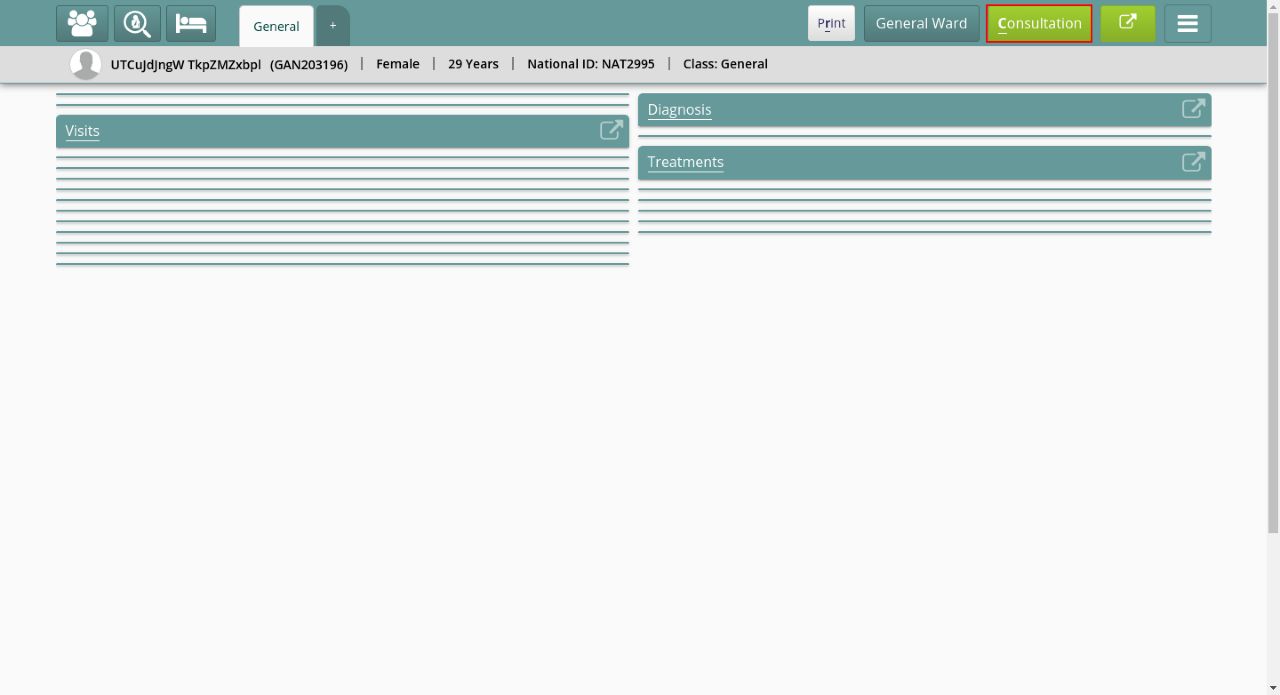 General + Print General Ward Consultation
UTCuJdJngW TkpZMZxbpl (GAN203196) | Female | 29 Years | National ID: NAT2995 | Class: General
Diagnosis
Visits
Treatments